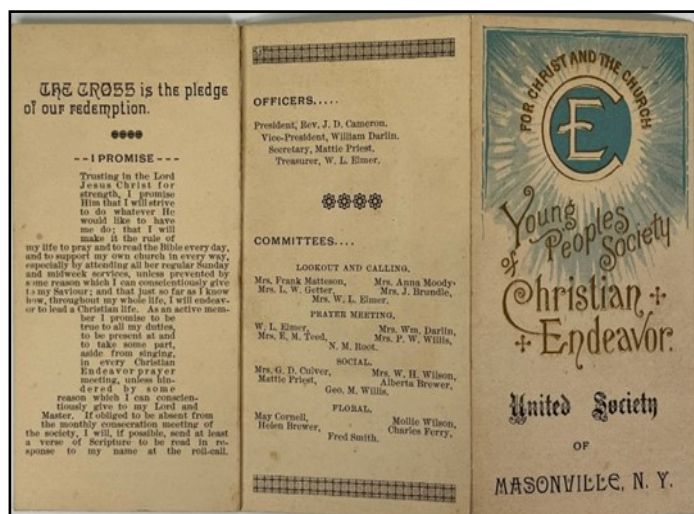 THE CROSS is the pledge
of our redemption.
--I PROMISE---
Trusting in the Lord
Jesus Christ for
strength, I promise
Him that I will strive
to do whatever He
would like to have
me do; that I will
make it the rule of
my life to pray and to read the Bible every day,
and to support my own church in every way,
especially by attending all her regular Sunday
and midweek services, unless prevented by
some reason which I can conscientiously give
to my Saviour; and that just so far as I know
how, throughout my whole life, I will endeav-
or to lead a Christian life. As an active mem-
ber I promise to be
true to all my duties,
to be present at and
to take some part,
aside from singing,
in every Christian
Endeavor prayer
meeting, unless hin-
dered by some
reason which I can conscien-
tiously give to my Lord and
Master. If obliged to be absent from
the monthly consecration meeting of
the society, I will, if possible, send at least
a verse of Scripture to be read in re-
sponse to my name at the roll-call.
OFFICERS.....
President, Rev. J. D. Cameron.
Vice-President, William Darlin.
Secretary, Mattie Priest.
Treasurer, W. L. Elmer.
COMMITTEES....
LOOKOUT AND CALLING,
Mrs. Frank Matteson, Mrs. Anna Moody,
Mrs. L. W. Getter, Mrs. J. Brundle,
Mrs. W. L. Elmer.
PRAYER MEETING,
W. L. Elmer, Mrs. Wm. Darlin,
Mrs. E. M. Teed, Mrs. P. W. Willis,
N. M. Root.
SOCIAL,
Mrs. G. D. Culver, Mrs. W. H. Wilson,
Mattie Priest, Alberta Brewer,
Geo. M. Willis.
FLORAL,
May Cornell, Mollie Wilson,
Helen Brewer, Charles Ferry,
Fred Smith.
FOR CHRIST AND THE CHURCH
CE
Young Peoples
Society
of
Christian
Endeavor.
United Society
OF
MASONVILLE, N. Y.